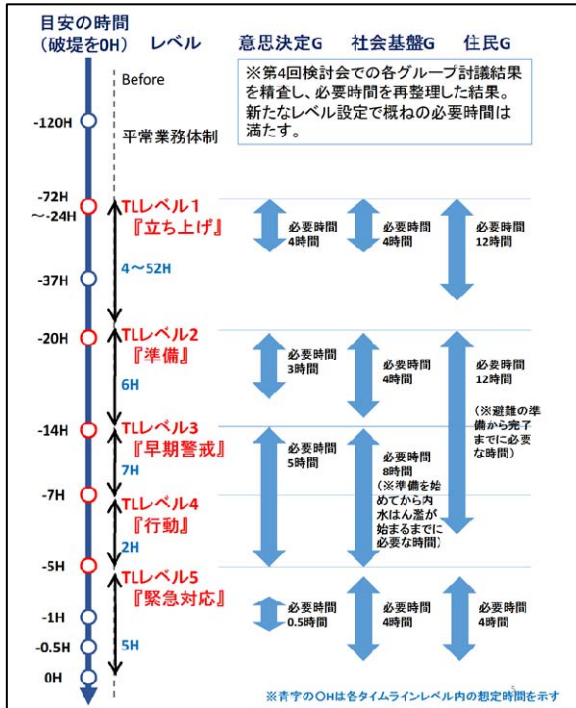 目安の時間
(破堤を0H)
レベル
意思決定G
社会基盤G
住民G
Before
※第4回検討会での各グループ討議結果
を精査し、必要時間を再整理した結果。
新たなレベル設定で概ねの必要時間は
満たす。
-120H
平常業務体制
-72H
～-24H
TLレベル1
『立ち上げ』
必要時間
4時間
必要時間
4時間
必要時間
12時間
4～52H
-37H
-20H
TLレベル2
『準備』
必要時間
3時間
必要時間
4時間
必要時間
12時間
6H
(※避難の準
備から完了
までに必要
な時間)
-14H
TLレベル3
『早期警戒』
必要時間
5時間
必要時間
8時間
(※準備を始
めてから内
水はん濫が
始まるまでに
必要な時間)
7H
-7H
TLレベル4
『行動』
2H
-5H
TLレベル5
『緊急対応』
必要時間
0.5時間
必要時間
4時間
必要時間
4時間
-1H
-0.5H
5H
0H
※青字の〇Hは各タイムラインレベル内の想定時間を示す